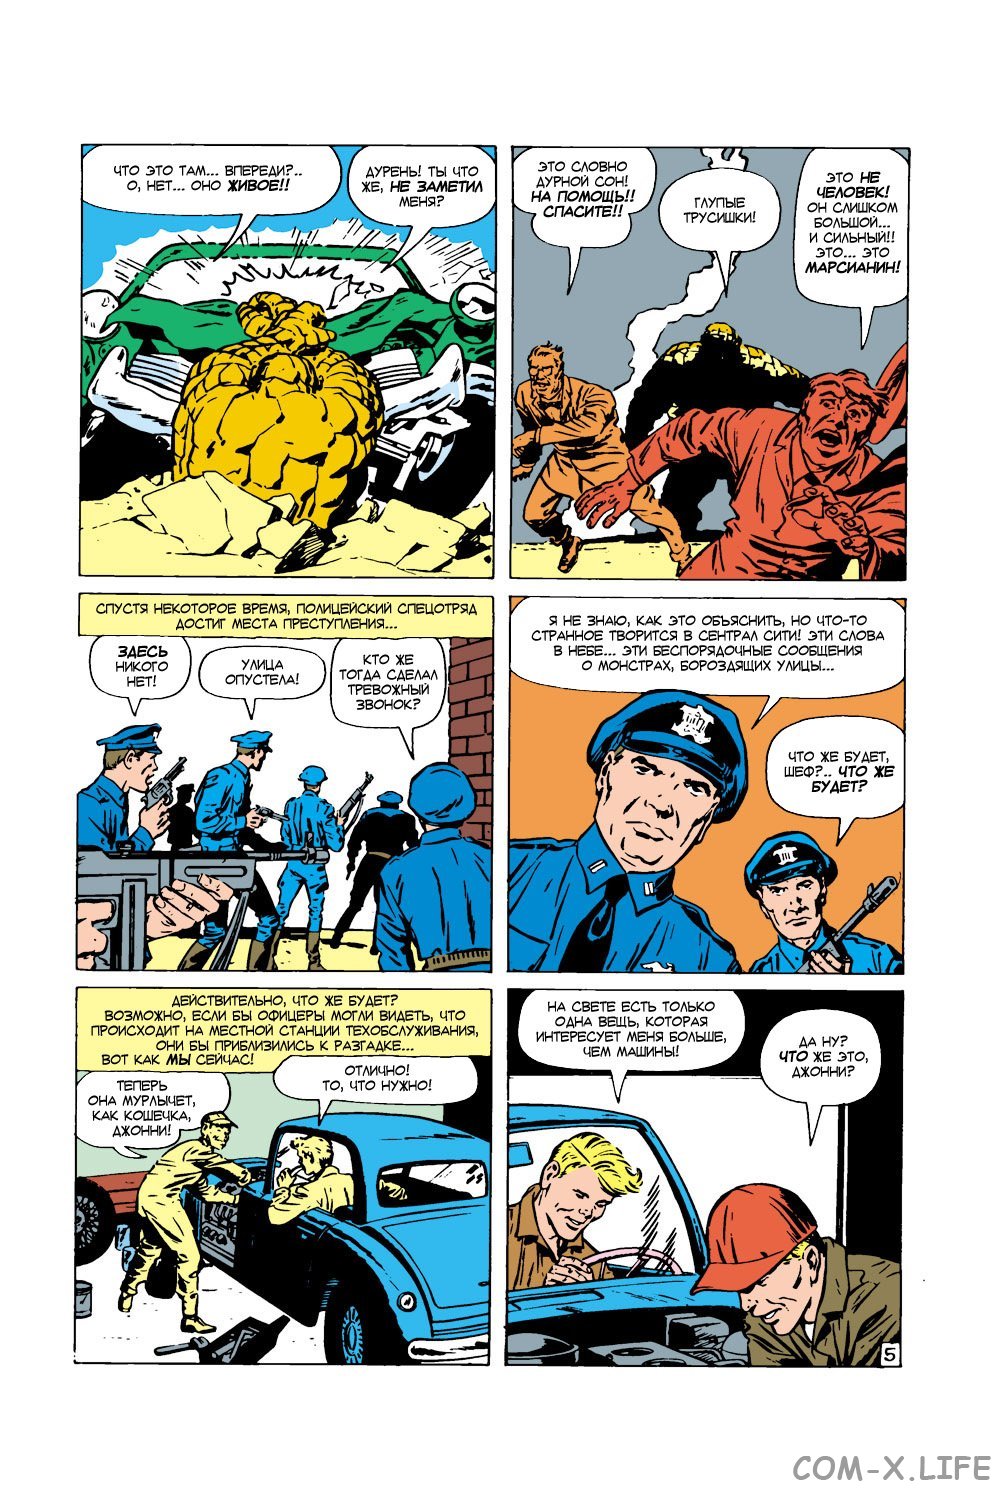 ЧТО ЭТО ТАМ... ВПЕРЕДИ?..
О, НЕТ... ОНО ЖИВОЕ!!
ДУРЕНЬ! ТЫ ЧТО
ЖЕ, НЕ ЗАМЕТИЛ
МЕНЯ?
ЭТО СЛОВНО
ДУРНОЙ СОН!
НА ПОМОЩЬ!!
СПАСИТЕ!!
ГЛУПЫЕ
ТРУСИШКИ!
ЭТО НЕ
ЧЕЛОВЕК!
ОН СЛИШКОМ
БОЛЬШОЙ...
И СИЛЬНЫЙ!!
ЭТО... ЭТО
МАРСИАНИН!
СПУСТЯ НЕКОТОРОЕ ВРЕМЯ, ПОЛИЦЕЙСКИЙ СПЕЦОТРЯД
ДОСТИГ МЕСТА ПРЕСТУПЛЕНИЯ...
ЗДЕСЬ
НИКОГО
НЕТ!
УЛИЦА
ОПУСТЕЛА!
КТО ЖЕ
ТОГДА СДЕЛАЛ
ТРЕВОЖНЫЙ
ЗВОНОК?
Я НЕ ЗНАЮ, КАК ЭТО ОБЪЯСНИТЬ, НО ЧТО-ТО
СТРАННОЕ ТВОРИТСЯ В СЕНТРАЛ СИТИ! ЭТИ СЛОВА
В НЕБЕ... ЭТИ БЕСПОРЯДОЧНЫЕ СООБЩЕНИЯ
О МОНСТРАХ, БОРОЗДЯЩИХ УЛИЦЫ...
ЧТО ЖЕ БУДЕТ,
ШЕФ?.. ЧТО ЖЕ
БУДЕТ?
ДЕЙСТВИТЕЛЬНО, ЧТО ЖЕ БУДЕТ?
ВОЗМОЖНО, ЕСЛИ БЫ ОФИЦЕРЫ МОГЛИ ВИДЕТЬ, ЧТО
ПРОИСХОДИТ НА МЕСТНОЙ СТАНЦИИ ТЕХОБСЛУЖИВАНИЯ,
ОНИ БЫ ПРИБЛИЗИЛИСЬ К РАЗГАДКЕ...
ВОТ КАК МЫ СЕЙЧАС!
ТЕПЕРЬ
ОНА МУРЛЫЧЕТ,
КАК КОШЕЧКА,
ДЖОННИ!
ОТЛИЧНО!
ТО, ЧТО НУЖНО!
НА СВЕТЕ ЕСТЬ ТОЛЬКО
ОДНА ВЕЩЬ, КОТОРАЯ
ИНТЕРЕСУЕТ МЕНЯ БОЛЬШЕ,
ЧЕМ МАШИНЫ!
ДА НУ?
ЧТО ЖЕ ЭТО,
ДЖОННИ?
5
COM-X.LIFE